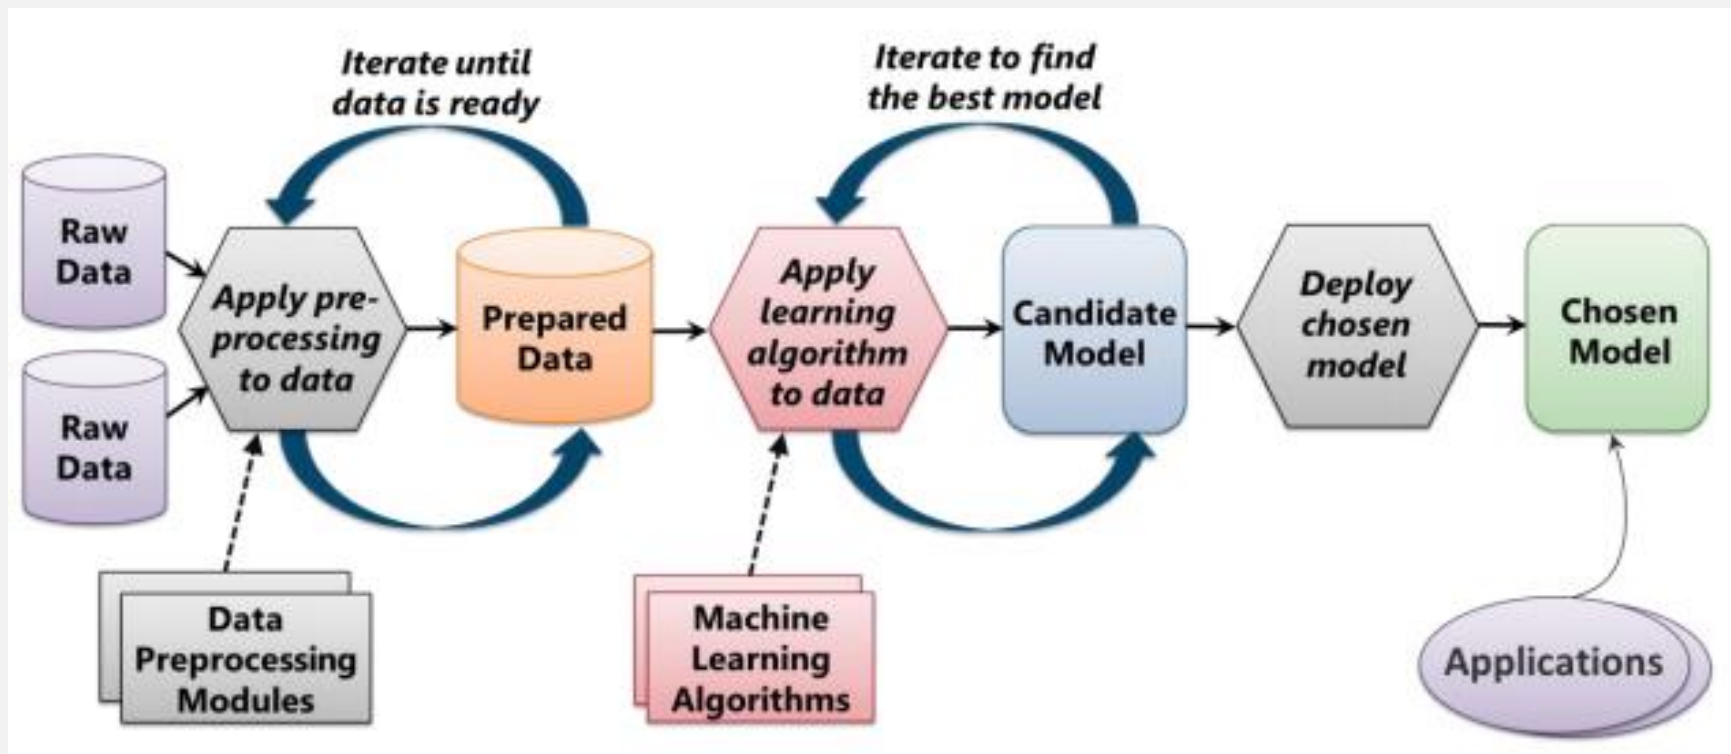 Iterate until
data is ready
Iterate to find
the best model
Raw
Data
Raw
Data
Apply pre-
processing
to data
Prepared
Data
Apply
learning
algorithm
to data
Candidate
Model
Deploy
chosen
model
Chosen
Model
Data
Preprocessing
Modules
Machine
Learning
Algorithms
Applications